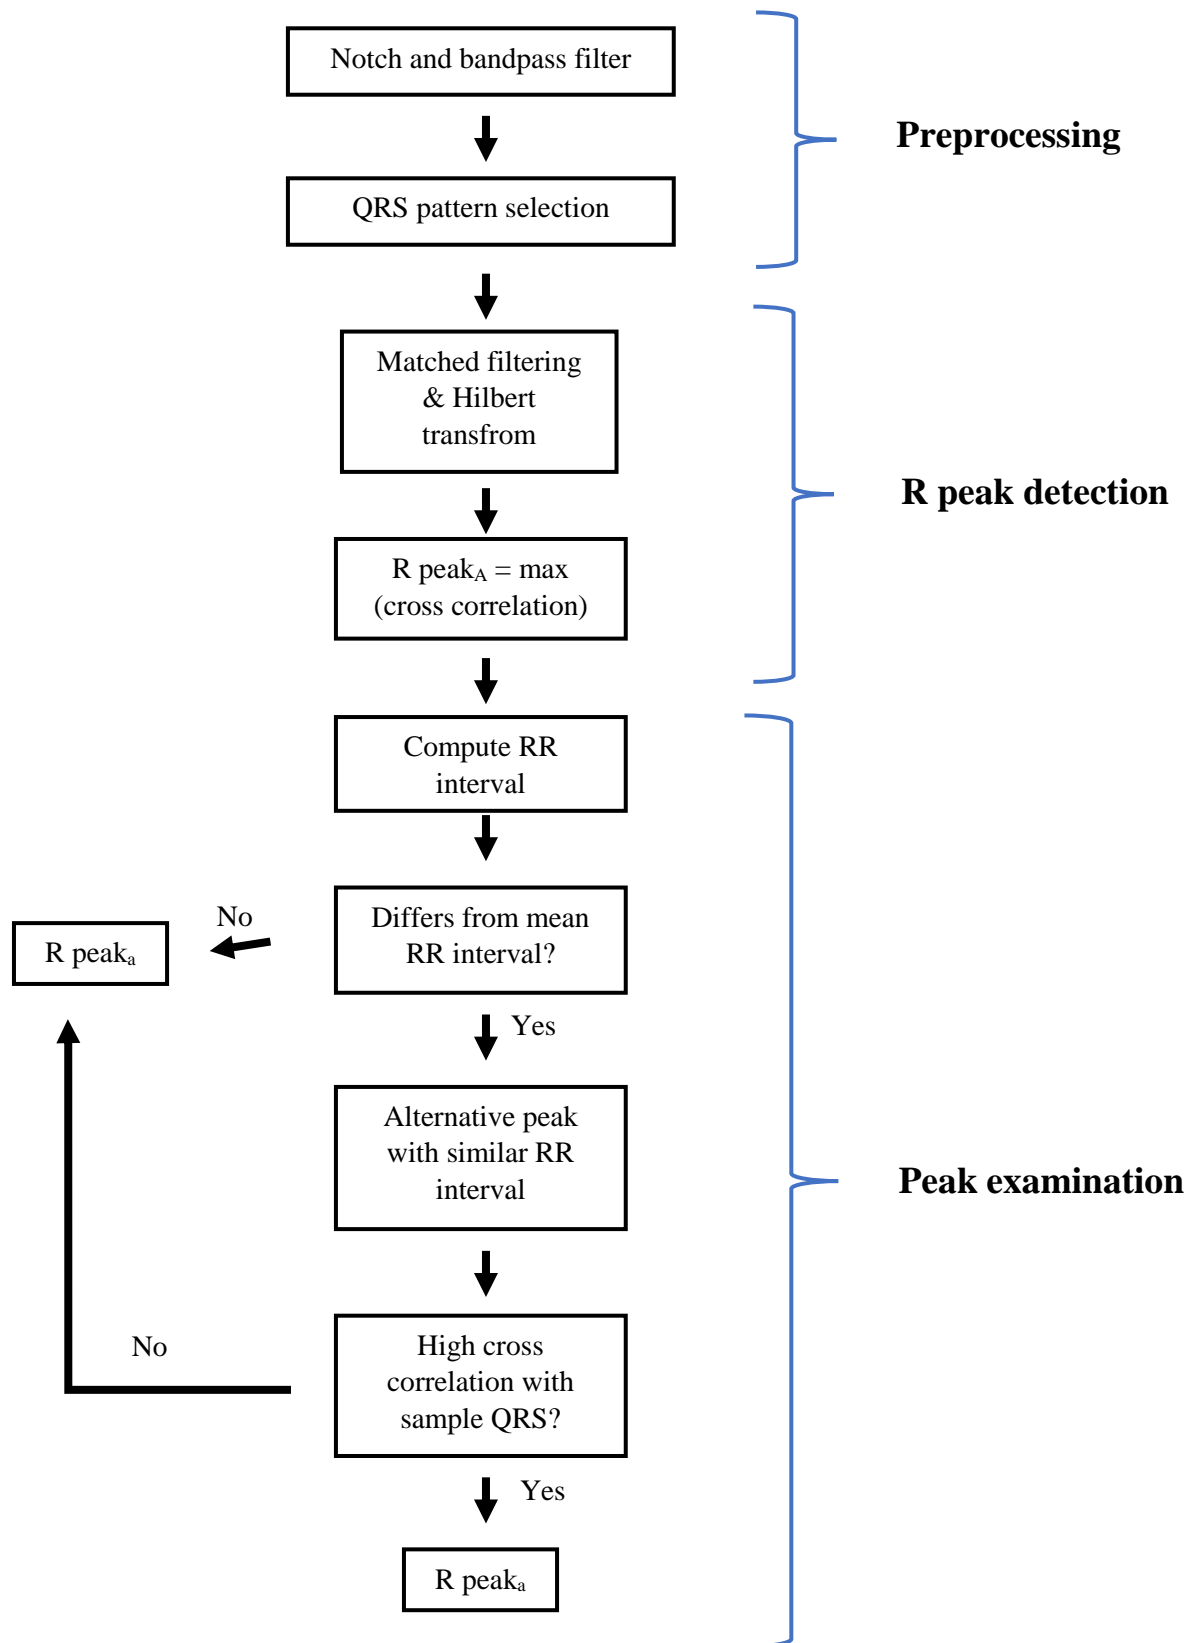 Notch and bandpass filter
Preprocessing
QRS pattern selection
Matched filtering
& Hilbert
transfrom
R peak detection
R peakA = max
(cross correlation)
Compute RR
interval
No
Differs from mean
RR interval?
R peaka
Yes
Alternative peak
with similar RR
interval
Peak examination
No
High cross
correlation with
sample QRS?
Yes
R peaka